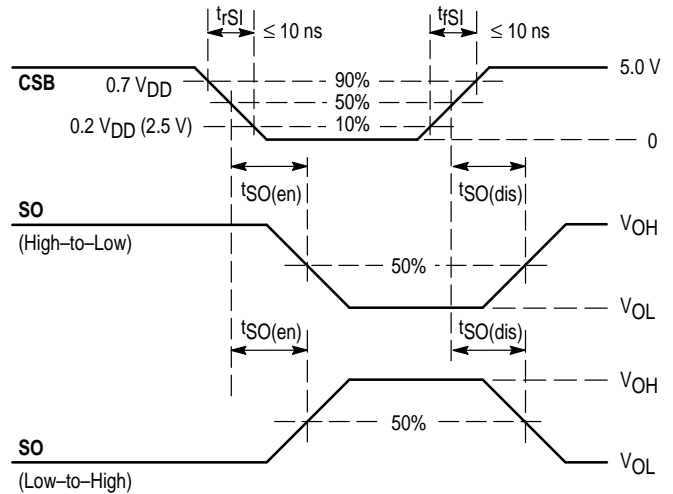 trSI ≤ 10 ns tfSI ≤ 10 ns
CSB 0.7 VDD 90% 5.0 V
50%
0.2 VDD (2.5 V) 10% 0
tSO(en) tSO(dis)
SO VOH
(High–to–Low) 50%
VOL
tSO(en) tSO(dis)
VOH
50%
SO VOL
(Low–to–High)